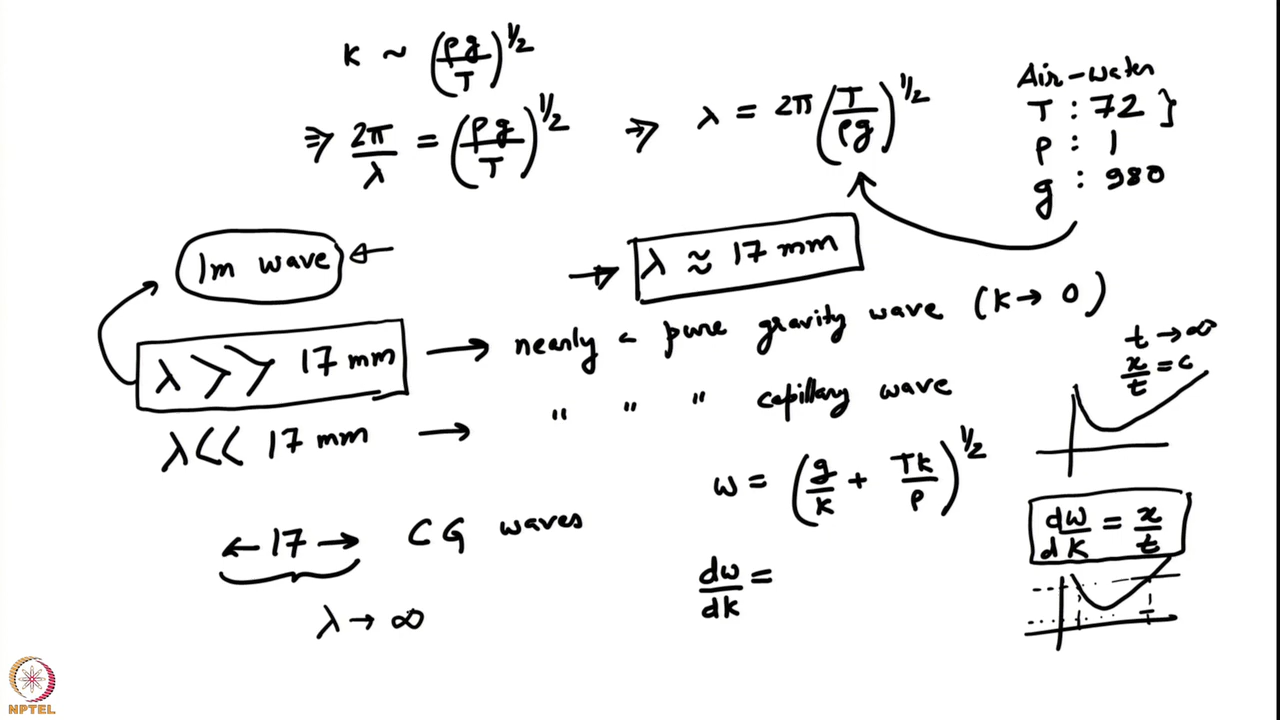 K ~ (ρg/T)^1/2
⇒ 2π/λ = (ρg/T)^1/2 ⇒ λ = 2π (T/ρg)^1/2
Air-water
T : 72 }
ρ : 1
g : 980
1m wave
→ λ ≈ 17 mm
λ >> 17 mm → nearly a pure gravity wave (K → 0)
λ << 17 mm → " " " capillary wave
t → ∞
x/t = c
ω = (g/K + TK/ρ)^1/2
← 17 → CG waves
λ → ∞
dω/dK =
dω/dK = x/t
NPTEL